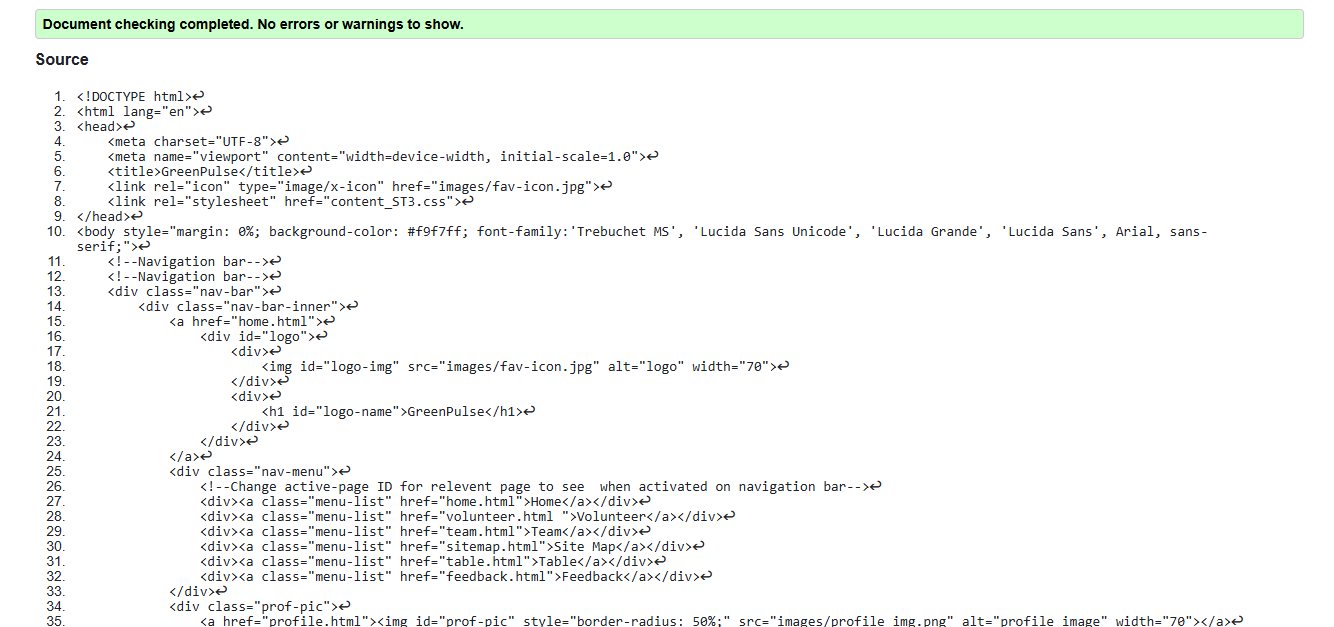 Document checking completed. No errors or warnings to show.
Source
1. <!DOCTYPE html>↩
2. <html lang="en">↩
3. <head>↩
4.     <meta charset="UTF-8">↩
5.     <meta name="viewport" content="width=device-width, initial-scale=1.0">↩
6.     <title>GreenPulse</title>↩
7.     <link rel="icon" type="image/x-icon" href="images/fav-icon.jpg">↩
8.     <link rel="stylesheet" href="content_ST3.css">↩
9. </head>↩
10. <body style="margin: 0%; background-color: #f9f7ff; font-family:'Trebuchet MS', 'Lucida Sans Unicode', 'Lucida Grande', 'Lucida Sans', Arial, sans-
serif;">↩
11.     <!--Navigation bar-->↩
12.     <!--Navigation bar-->↩
13.     <div class="nav-bar">↩
14.         <div class="nav-bar-inner">↩
15.             <a href="home.html">↩
16.                 <div id="logo">↩
17.                     <div>↩
18.                         <img id="logo-img" src="images/fav-icon.jpg" alt="logo" width="70">↩
19.                     </div>↩
20.                     <div>↩
21.                         <h1 id="logo-name">GreenPulse</h1>↩
22.                     </div>↩
23.                 </div>↩
24.             </a>↩
25.             <div class="nav-menu">↩
26.                 <!--Change active-page ID for relevent page to see  when activated on navigation bar-->↩
27.                 <div><a class="menu-list" href="home.html">Home</a></div>↩
28.                 <div><a class="menu-list" href="volunteer.html ">Volunteer</a></div>↩
29.                 <div><a class="menu-list" href="team.html">Team</a></div>↩
30.                 <div><a class="menu-list" href="sitemap.html">Site Map</a></div>↩
31.                 <div><a class="menu-list" href="table.html">Table</a></div>↩
32.                 <div><a class="menu-list" href="feedback.html">Feedback</a></div>↩
33.             </div>↩
34.             <div class="prof-pic">↩
35.                 <a href="profile.html"><img id="prof-pic" style="border-radius: 50%;" src="images/profile_img.png" alt="profile image" width="70"></a>↩